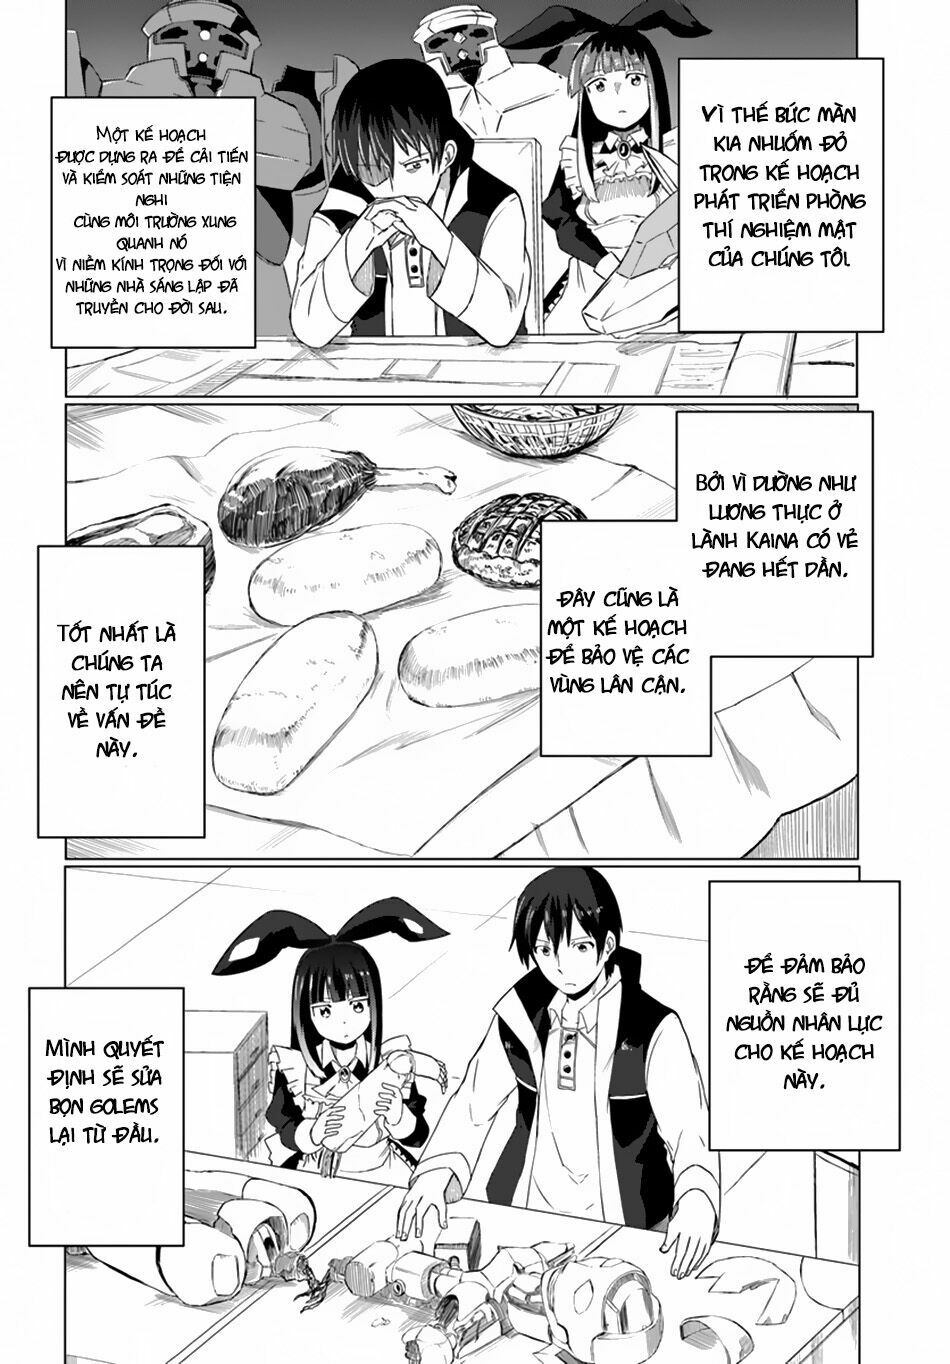 Vì thế bức màn
kia nhuốm đỏ
trong kế hoạch
phát triển phòng
thí nghiệm mật
của chúng tôi.
Một kế hoạch
được dựng ra để cải tiến
và kiểm soát những tiện
nghi
cùng môi trường xung
quanh nó
vì niềm kính trọng đối với
những nhà sáng lập đã
truyền cho đời sau.
Bởi vì dường như
lương thực ở
lành Kaina có vẻ
đang hết dần.
Đây cũng là
một kế hoạch
để bảo vệ các
vùng lân cận.
Tốt nhất là
chúng ta
nên tự túc
về vấn đề
này.
Để đảm bảo
rằng sẽ đủ
nguồn nhân lực
cho kế hoạch
này.
Mình quyết
định sẽ sửa
bọn golems
lại từ đầu.